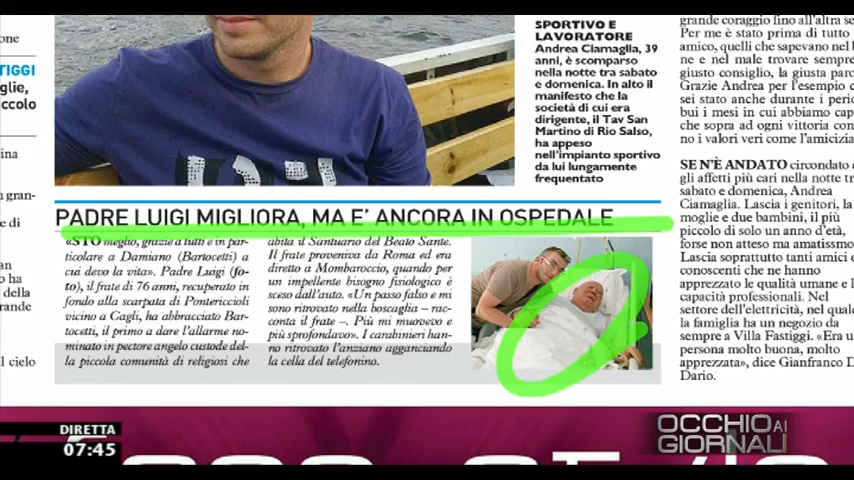 one
TIGGI
glie,
iccolo
ina
n gran-
e di
an
o ha
della
rande
l cielo
SPORTIVO E
LAVORATORE
Andrea Ciamaglia, 39
anni, è scomparso
nella notte tra sabato
e domenica. In alto il
manifesto che la
società di cui era
dirigente, il Tav San
Martino di Rio Salso,
ha appeso
nell'impianto sportivo
da lui lungamente
frequentato
PADRE LUIGI MIGLIORA, MA E' ANCORA IN OSPEDALE
«STO meglio, grazie a tutti e in par-
ticolare a Damiano (Bartocetti) a
cui devo la vita». Padre Luigi (fo-
to), il frate di 76 anni, recuperato in
fondo alla scarpata di Pontericcioli
vicino a Cagli, ha abbracciato Bar-
tocetti, il primo a dare l'allarme no-
minato in pectore angelo custode del-
la piccola comunità di religiosi che
abita il Santuario del Beato Sante.
Il frate proveniva da Roma ed era
diretto a Mombaroccio, quando per
un impellente bisogno fisiologico è
sceso dall'auto. «Un passo falso e mi
sono ritrovato nella boscaglia – rac-
conta il frate –. Più mi muovevo e
più sprofondavo». I carabinieri han-
no ritrovato l'anziano agganciando
la cella del telefonino.
grande coraggio fino all'altra se
Per me è stato prima di tutto
amico, quelli che sapevano nel b
ne e nel male trovare sempre
giusto consiglio, la giusta paro
Grazie Andrea per l'esempio c
sei stato anche durante i perio
bui i mesi in cui abbiamo cap
che sopra ad ogni vittoria con
no i valori veri come l'amicizia
SE N'È ANDATO circondato d
gli affetti più cari nella notte tr
sabato e domenica, Andrea
Ciamaglia. Lascia i genitori, la
moglie e due bambini, il più
piccolo di solo un anno d'età,
forse non atteso ma amatissimo
Lascia soprattutto tanti amici e
conoscenti che ne hanno
apprezzato le qualità umane e l
capacità professionali. Nel
settore dell'elettricità, nel quale
la famiglia ha un negozio da
sempre a Villa Fastiggi. «Era u
persona molto buona, molto
apprezzata», dice Gianfranco D
Dario.
DIRETTA
07:45
OCCHIO AI
GIORNALI